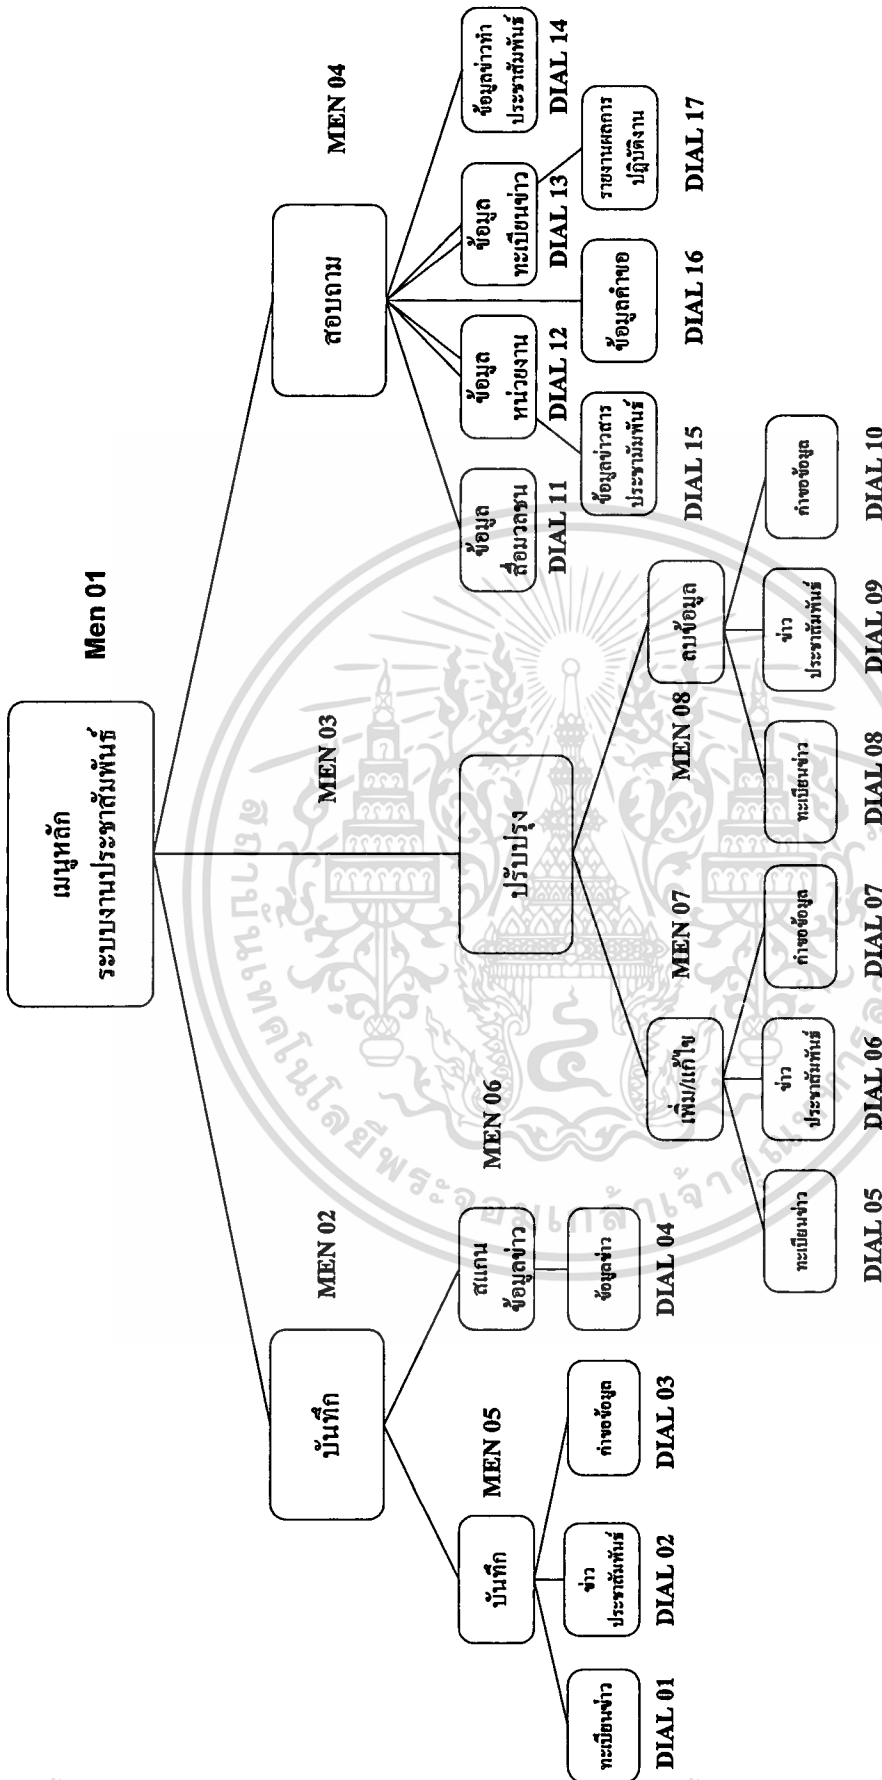 เมนูหลัก
ระบบงานประชาสัมพันธ์
Men 01
บันทึก
MEN 02
ปรับปรุง
MEN 03
สอบถาม
MEN 04
บันทึก
MEN 05
สแกน
ข้อมูลข่าว
MEN 06
ทะเบียนข่าว
DIAL 01
ข่าว
ประชาสัมพันธ์
DIAL 02
คำขอข้อมูล
DIAL 03
ข้อมูลข่าว
DIAL 04
เพิ่ม/แก้ไข
MEN 07
ลบข้อมูล
MEN 08
ทะเบียนข่าว
DIAL 05
ข่าว
ประชาสัมพันธ์
DIAL 06
คำขอข้อมูล
DIAL 07
ทะเบียนข่าว
DIAL 08
ข่าว
ประชาสัมพันธ์
DIAL 09
คำขอข้อมูล
DIAL 10
ข้อมูล
สื่อมวลชน
DIAL 11
ข้อมูล
หน่วยงาน
DIAL 12
ข้อมูล
ทะเบียนข่าว
DIAL 13
ข้อมูลข่าวทำ
ประชาสัมพันธ์
DIAL 14
ข้อมูลข่าวสาร
ประชามัมพันธ์
DIAL 15
ข้อมูลคำขอ
DIAL 16
รายงานผลการ
ปฏิบัติงาน
DIAL 17